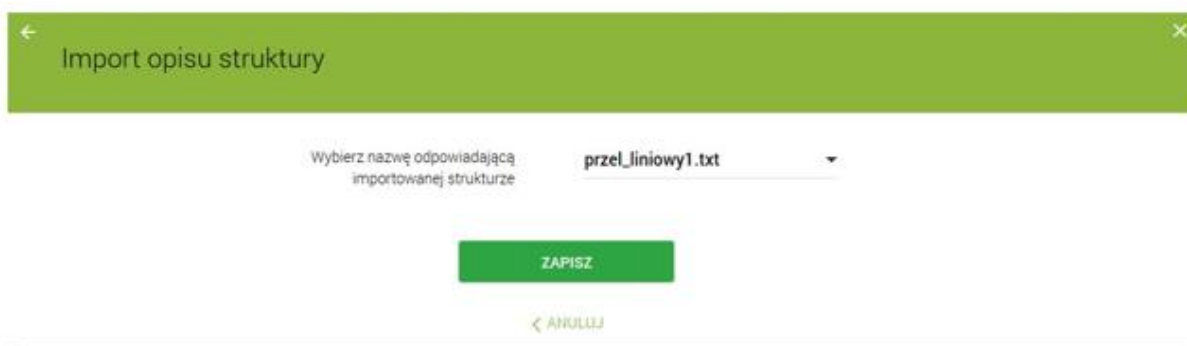 Import opisu struktury
Wybierz nazwę odpowiadającą
importowanej strukturze
przel_liniowy1.txt
ZAPISZ
ANULUJ